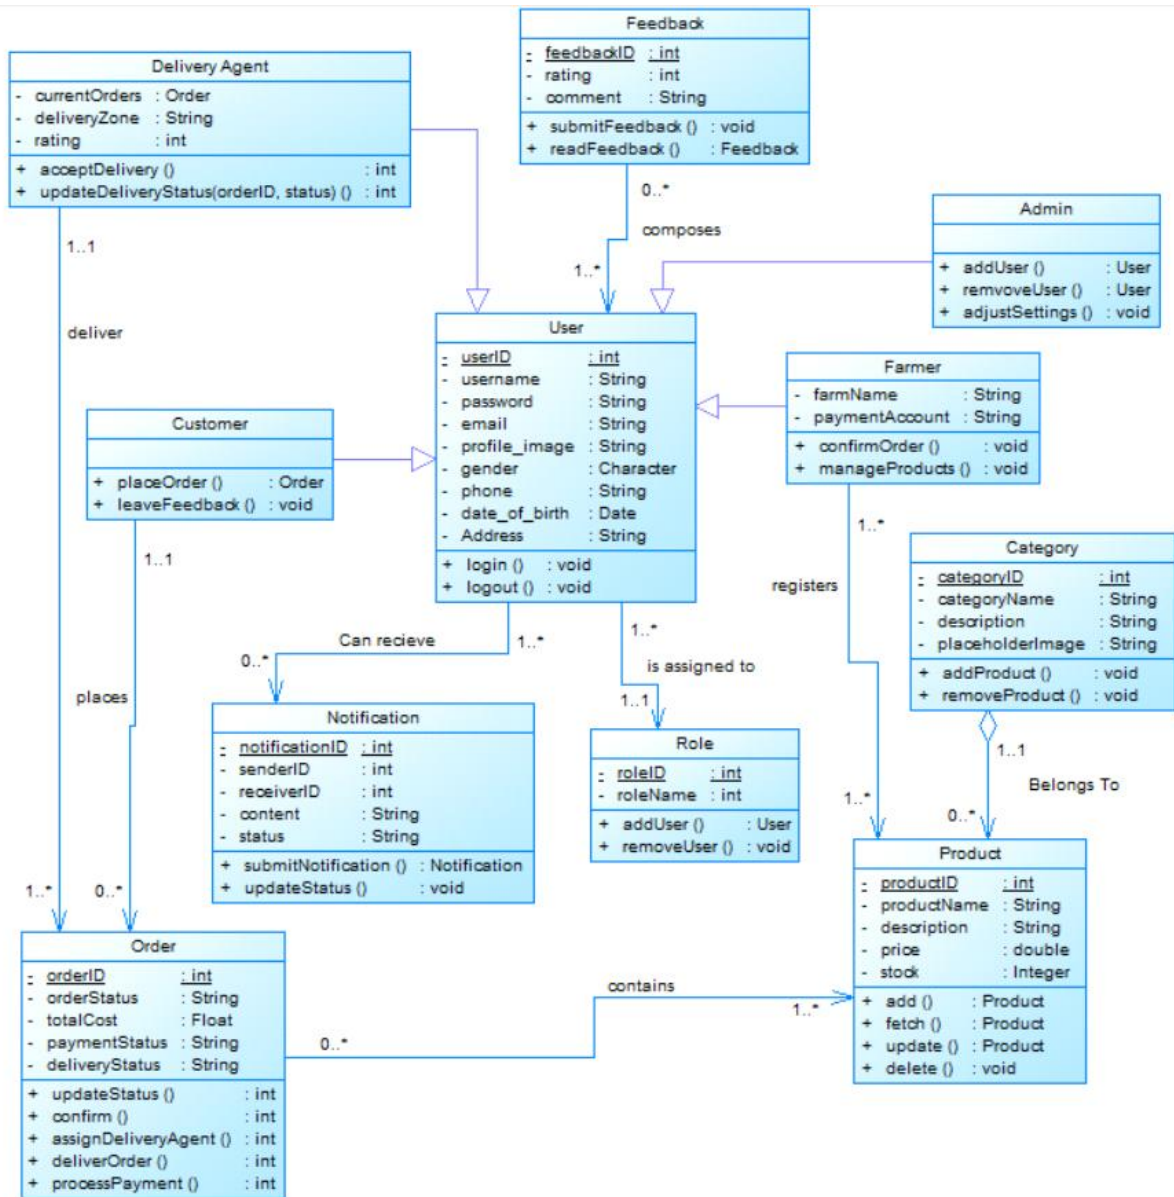 Feedback
- feedbackID : int
- rating : int
- comment : String
+ submitFeedback () : void
+ readFeedback () : Feedback
Delivery Agent
- currentOrders : Order
- deliveryZone : String
- rating : int
+ acceptDelivery () : int
+ updateDeliveryStatus(orderID, status) () : int
0..*
composes
1..*
Admin
+ addUser () : User
+ remvoveUser () : User
+ adjustSettings () : void
1..1
deliver
User
- userID : int
- username : String
- password : String
- email : String
- profile_image : String
- gender : Character
- phone : String
- date_of_birth : Date
- Address : String
+ login () : void
+ logout () : void
Farmer
- farmName : String
- paymentAccount : String
+ confirmOrder () : void
+ manageProducts () : void
Customer
+ placeOrder () : Order
+ leaveFeedback () : void
1..1
1..*
registers
Category
- categoryID : int
- categoryName : String
- description : String
- placeholderImage : String
+ addProduct () : void
+ removeProduct () : void
Can recieve
1..*
0..*
1..*
is assigned to
1..1
places
Notification
- notificationID : int
- senderID : int
- receiverID : int
- content : String
- status : String
+ submitNotification () : Notification
+ updateStatus () : void
Role
- roleID : int
- roleName : int
+ addUser () : User
+ removeUser () : void
1..1
Belongs To
1..*
0..*
Product
- productID : int
- productName : String
- description : String
- price : double
- stock : Integer
+ add () : Product
+ fetch () : Product
+ update () : Product
+ delete () : void
1..*
0..*
Order
- orderID : int
- orderStatus : String
- totalCost : Float
- paymentStatus : String
- deliveryStatus : String
+ updateStatus () : int
+ confirm () : int
+ assignDeliveryAgent () : int
+ deliverOrder () : int
+ processPayment () : int
contains
1..*
0..*